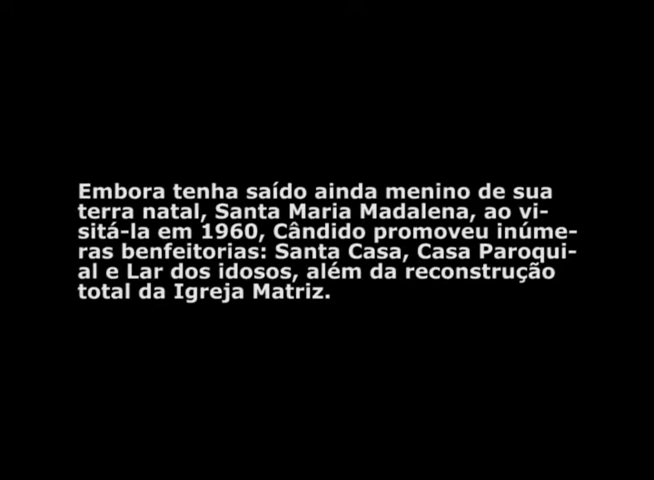 Embora tenha saído ainda menino de sua
terra natal, Santa Maria Madalena, ao vi-
sitá-la em 1960, Cândido promoveu inúme-
ras benfeitorias: Santa Casa, Casa Paroqui-
al e Lar dos idosos, além da reconstrução
total da Igreja Matriz.